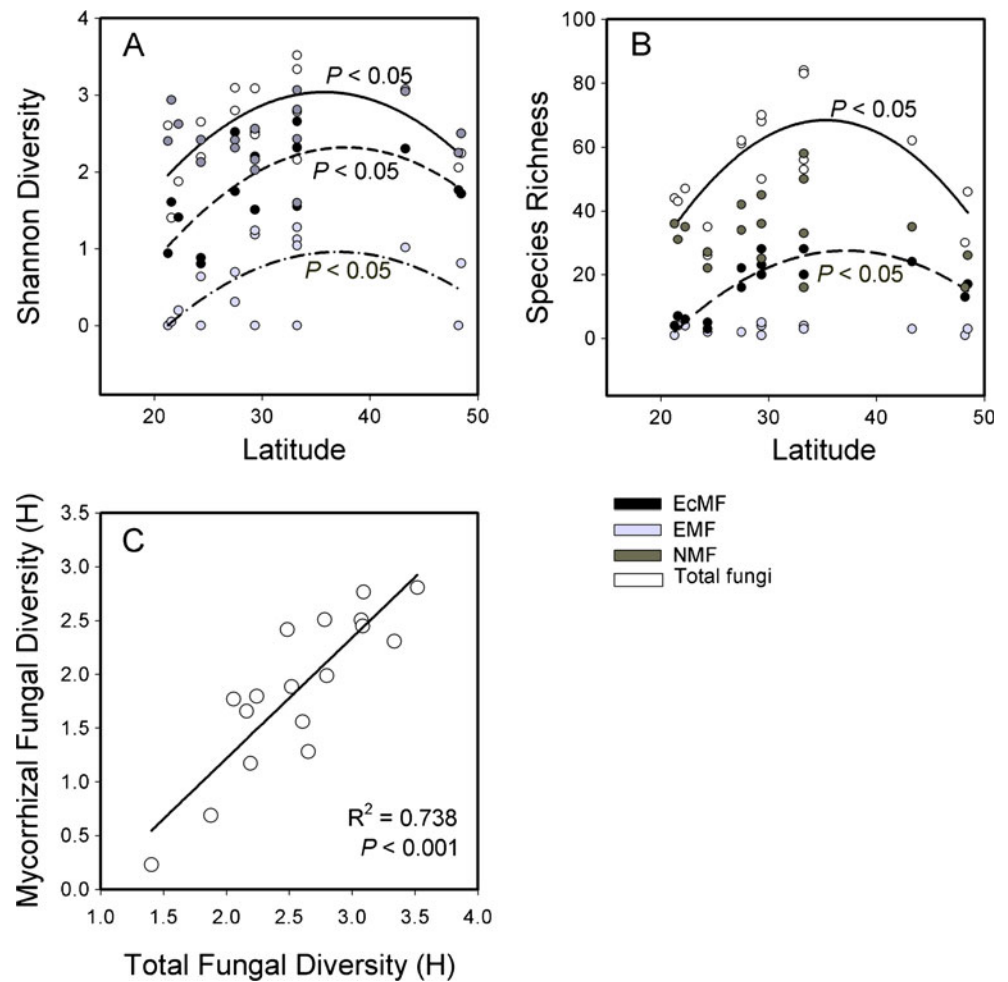 A
B
P < 0.05
P < 0.05
P < 0.05
P < 0.05
P < 0.05
Shannon Diversity
4
3
2
1
0
20 30 40 50
Latitude
Species Richness
100
80
60
40
20
0
20 30 40 50
Latitude
C
Mycorrhizal Fungal Diversity (H)
3.5
3.0
2.5
2.0
1.5
1.0
0.5
0.0
R² = 0.738
P < 0.001
1.0 1.5 2.0 2.5 3.0 3.5 4.0
Total Fungal Diversity (H)
EcMF
EMF
NMF
Total fungi